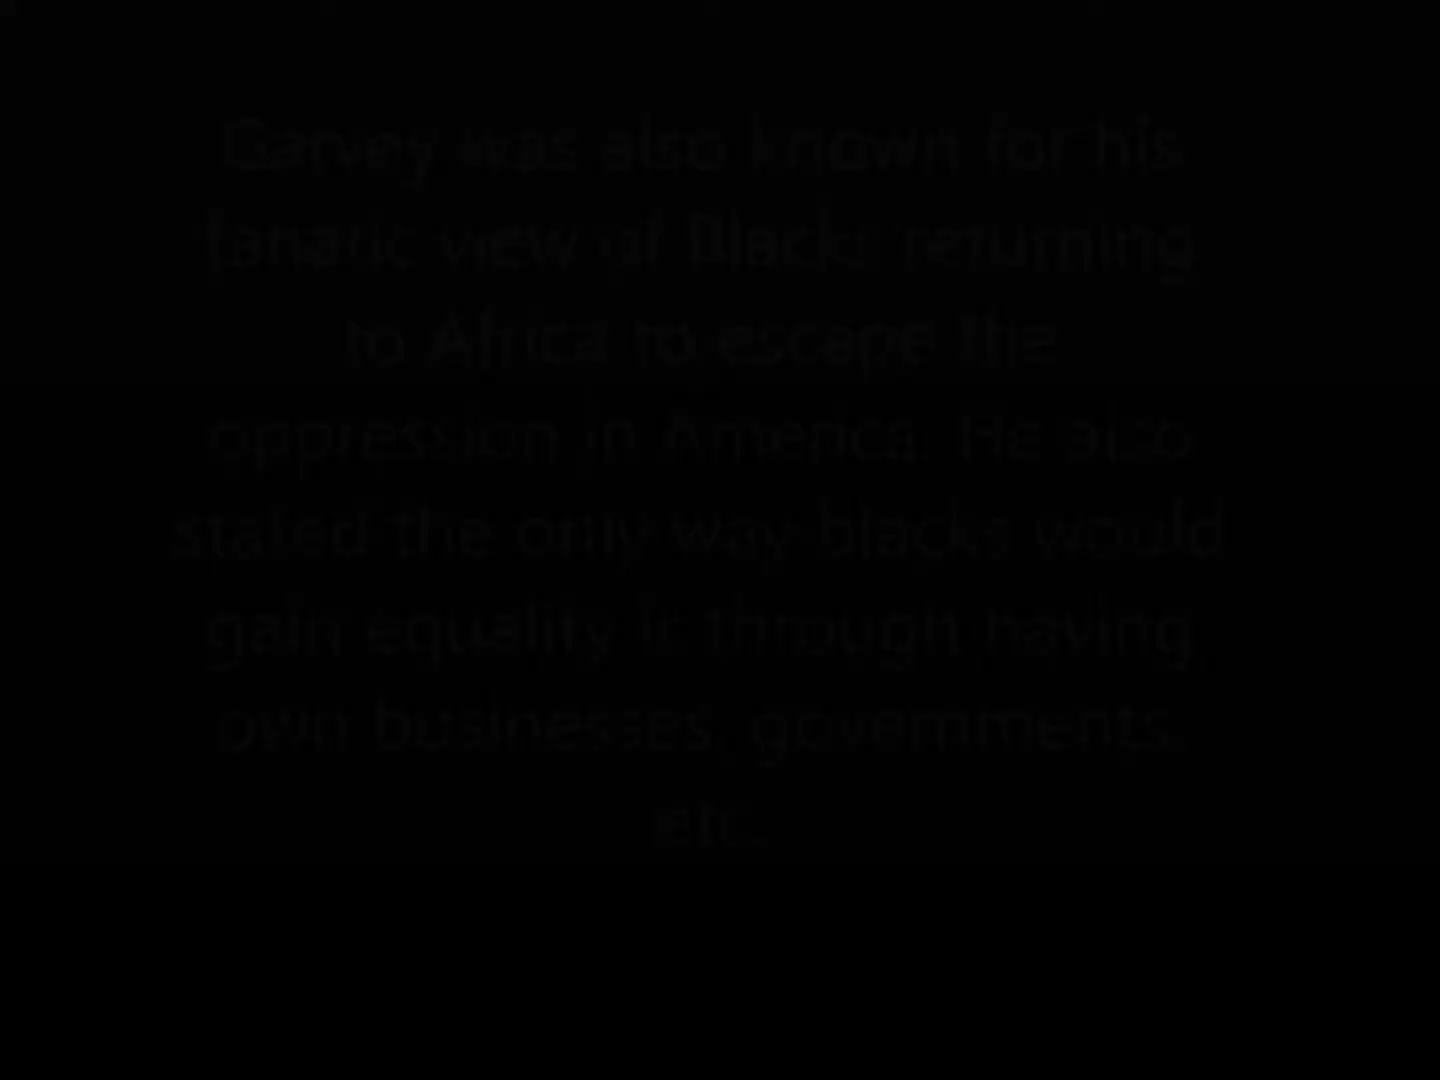 Garvey was also known for his
fanatic view of Blacks returning
to Africa to escape the
oppression in America. He also
stated the only way blacks would
gain equality is through having
own businesses, governments,
etc.